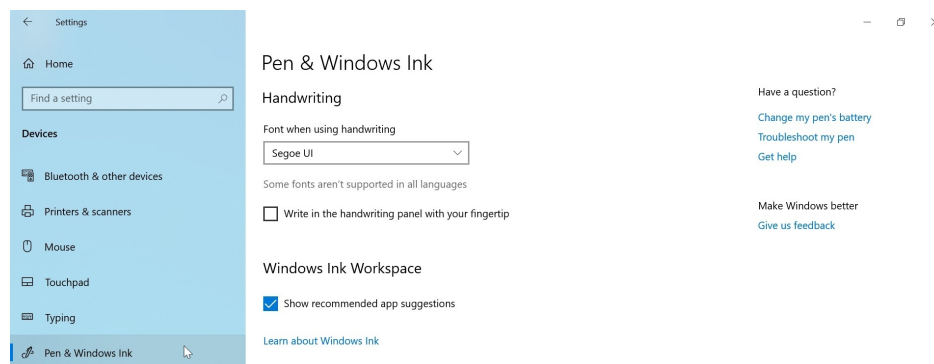 Settings
Home
Find a setting
Devices
Bluetooth & other devices
Printers & scanners
Mouse
Touchpad
Typing
Pen & Windows Ink
Pen & Windows Ink
Handwriting
Font when using handwriting
Segoe UI
Some fonts aren't supported in all languages
Write in the handwriting panel with your fingertip
Windows Ink Workspace
Show recommended app suggestions
Learn about Windows Ink
Have a question?
Change my pen's battery
Troubleshoot my pen
Get help
Make Windows better
Give us feedback